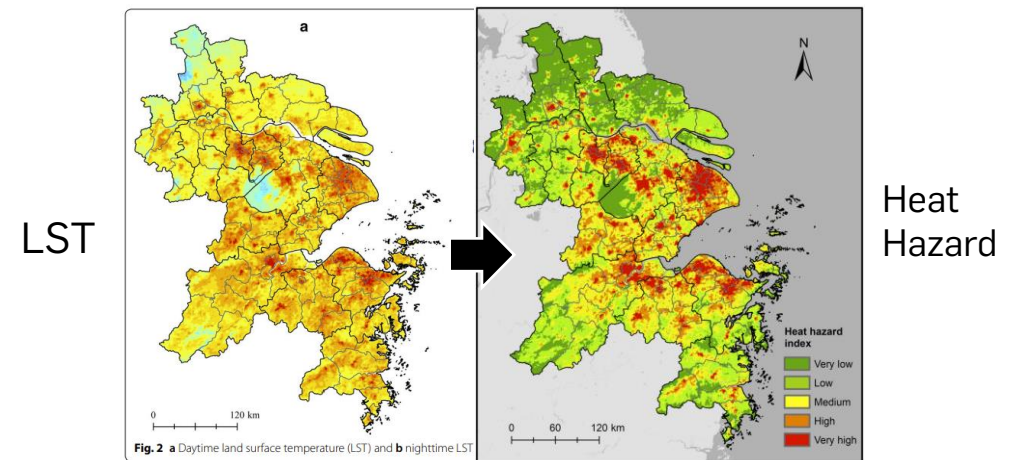 a
LST
0 120 km
Fig. 2 a Daytime land surface temperature (LST) and b nighttime LST
N
Heat hazard
index
Very low
Low
Medium
High
Very high
0 60 120 km
Heat
Hazard